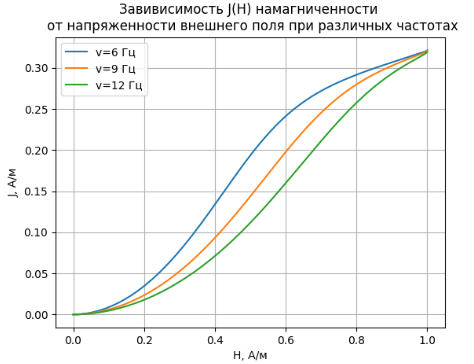 Завивисимость J(H) намагниченности
от напряженности внешнего поля при различных частотах
v=6 Гц
v=9 Гц
v=12 Гц
0.30
0.25
0.20
0.15
0.10
0.05
0.00
J, А/м
0.0 0.2 0.4 0.6 0.8 1.0
H, А/м